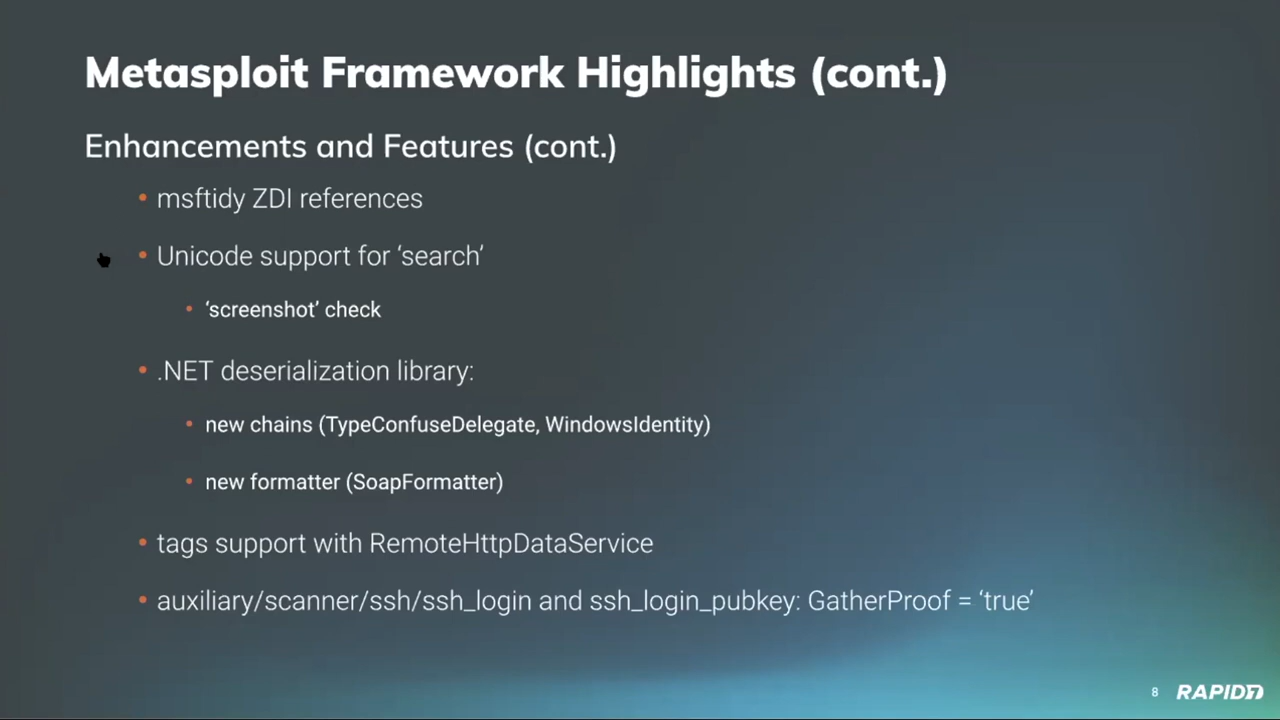 Metasploit Framework Highlights (cont.)
Enhancements and Features (cont.)
• msftidy ZDI references
• Unicode support for ‘search’
• ‘screenshot’ check
• .NET deserialization library:
• new chains (TypeConfuseDelegate, WindowsIdentity)
• new formatter (SoapFormatter)
• tags support with RemoteHttpDataService
• auxiliary/scanner/ssh/ssh_login and ssh_login_pubkey: GatherProof = ‘true’
8 RAPID7